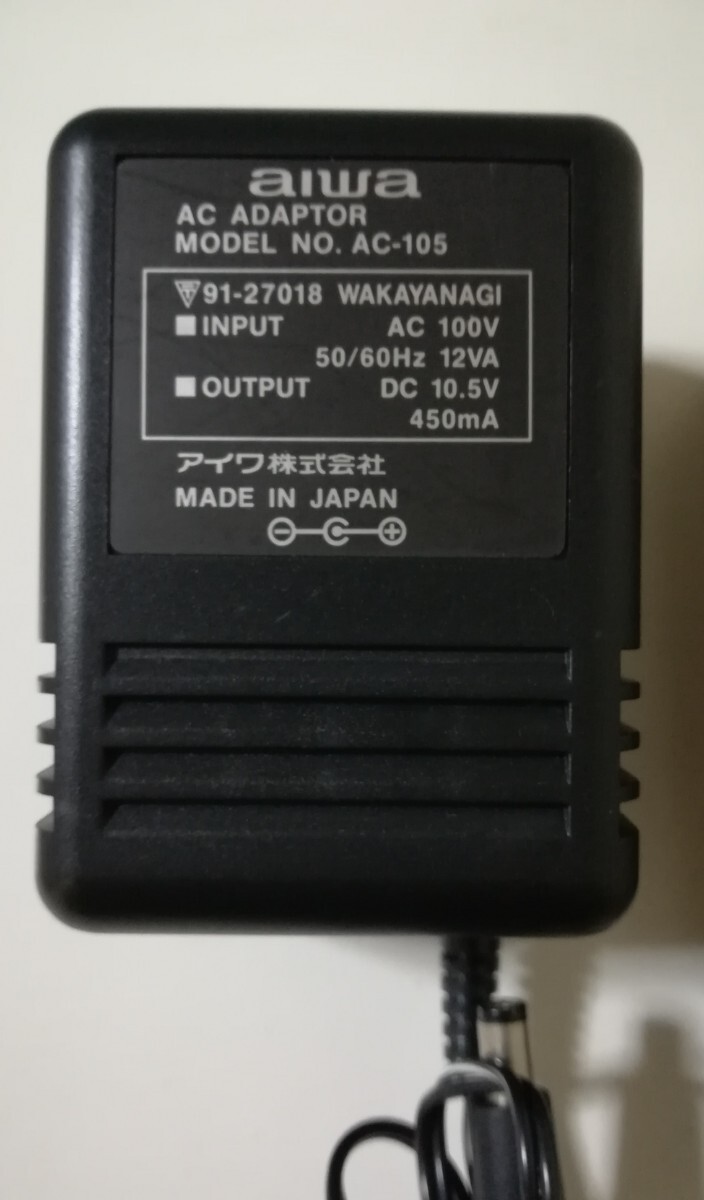 aiwa
AC ADAPTOR
MODEL NO. AC-105
91-27018 WAKAYANAGI
■INPUT AC 100V
50/60Hz 12VA
■OUTPUT DC 10.5V
450mA
アイワ株式会社
MADE IN JAPAN